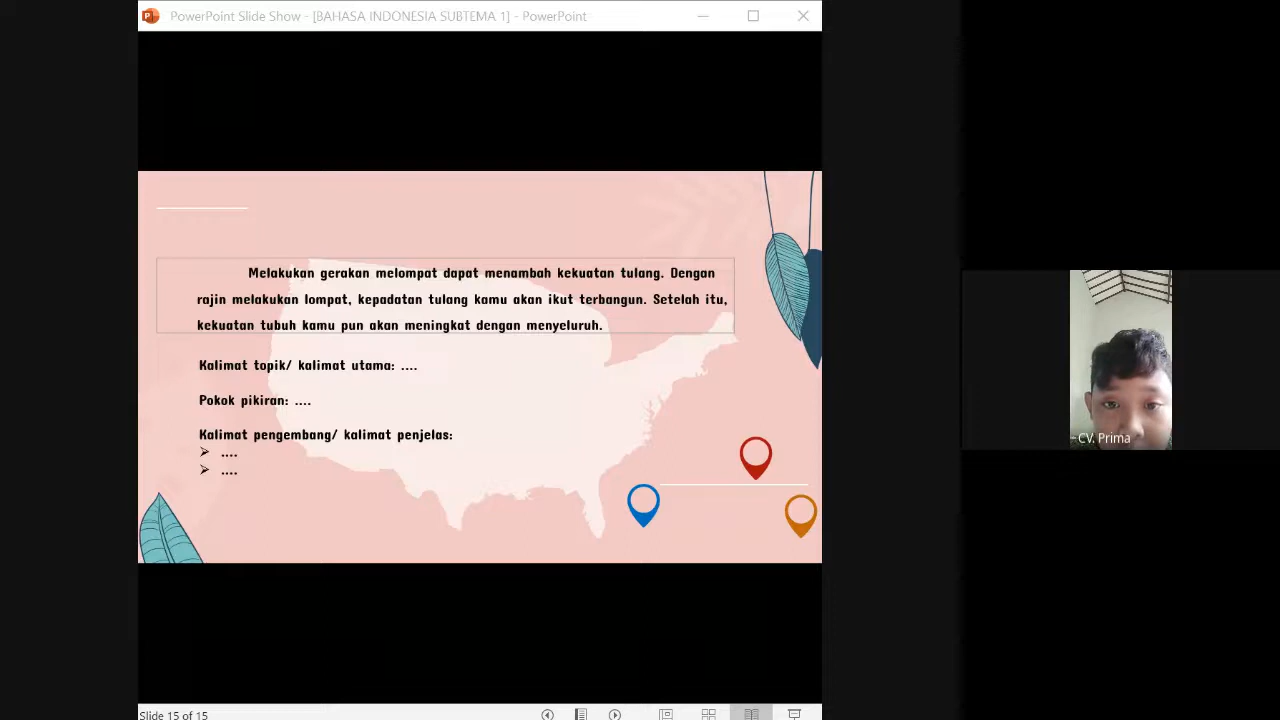 PowerPoint Slide Show - [BAHASA INDONESIA SUBTEMA 1] - PowerPoint
Melakukan gerakan melompat dapat menambah kekuatan tulang. Dengan
rajin melakukan lompat, kepadatan tulang kamu akan ikut terbangun. Setelah itu,
kekuatan tubuh kamu pun akan meningkat dengan menyeluruh.
Kalimat topik/ kalimat utama: ....
Pokok pikiran: ....
Kalimat pengembang/ kalimat penjelas:
➢ ....
➢ ....
CV. Prima
Slide 15 of 15